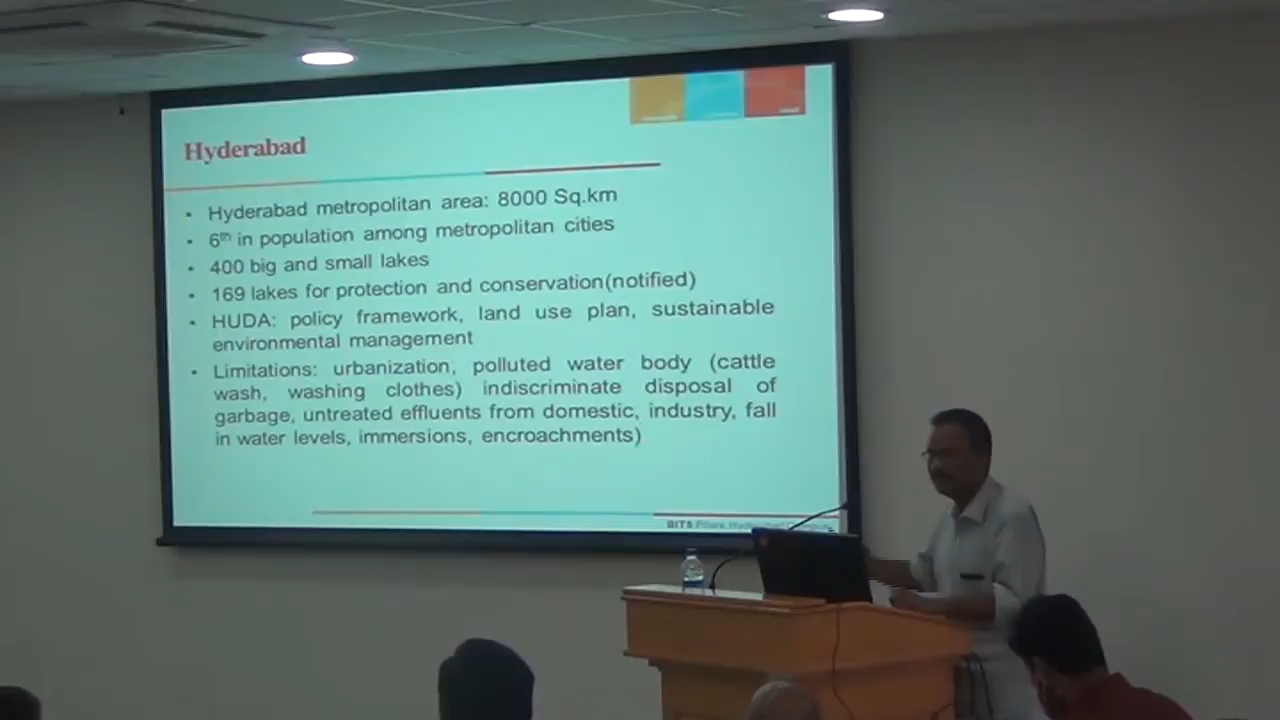 Hyderabad
• Hyderabad metropolitan area: 8000 Sq.km
• 6th in population among metropolitan cities
• 400 big and small lakes
• 169 lakes for protection and conservation(notified)
• HUDA: policy framework, land use plan, sustainable
environmental management
• Limitations: urbanization, polluted water body (cattle
wash, washing clothes) indiscriminate disposal of
garbage, untreated effluents from domestic, industry, fall
in water levels, immersions, encroachments)
BITS Pilani